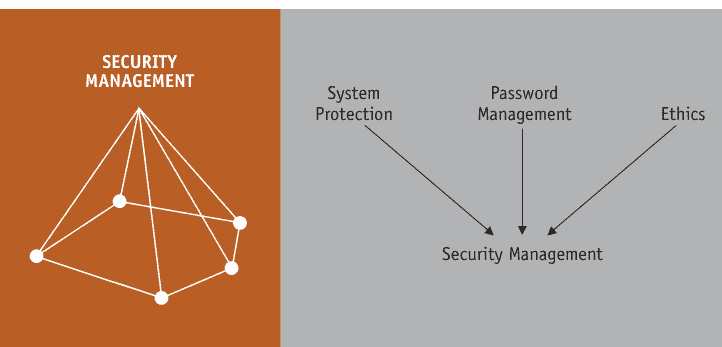 SECURITY
MANAGEMENT
System
Protection
Password
Management
Ethics
Security Management